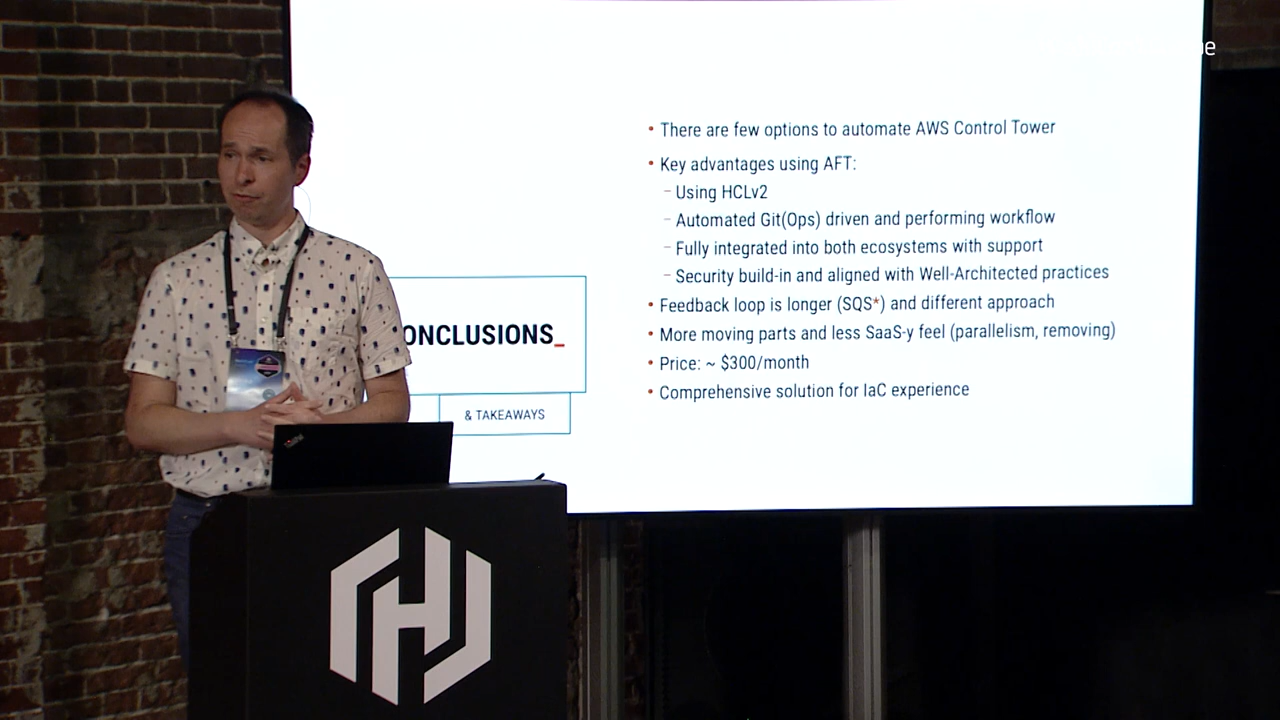 There are few options to automate AWS Control Tower
Key advantages using AFT:
Using HCLv2
Automated Git(Ops) driven and performing workflow
Fully integrated into both ecosystems with support
Security build-in and aligned with Well-Architected practices
Feedback loop is longer (SQS*) and different approach
More moving parts and less SaaS-y feel (parallelism, removing)
Price: ~ $300/month
Comprehensive solution for IaC experience
ONCLUSIONS_
& TAKEAWAYS